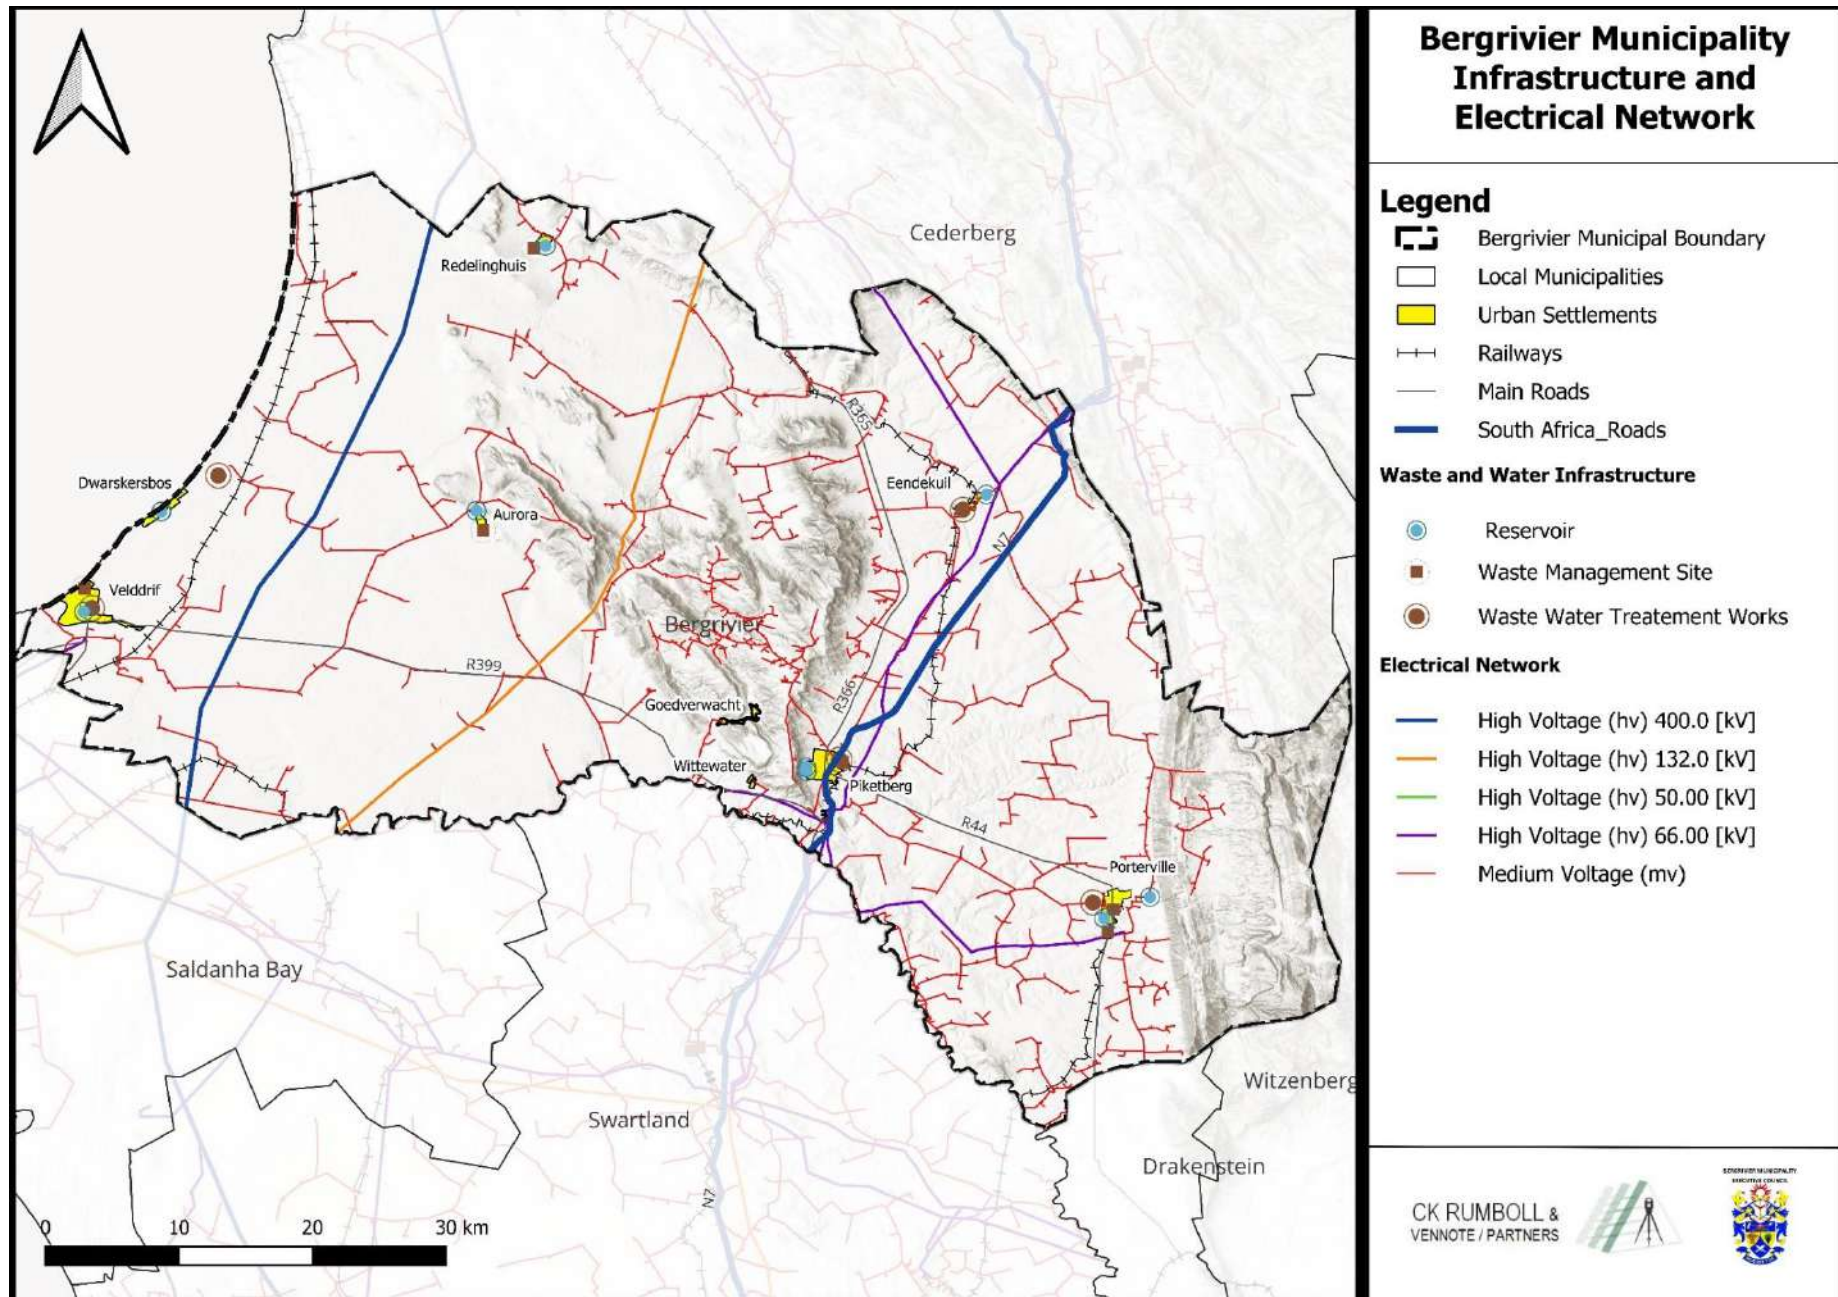 Bergrivier Municipality
Infrastructure and
Electrical Network
Legend
Bergrivier Municipal Boundary
Local Municipalities
Urban Settlements
Railways
Main Roads
South Africa_Roads
Waste and Water Infrastructure
Reservoir
Waste Management Site
Waste Water Treatement Works
Electrical Network
High Voltage (hv) 400.0 [kV]
High Voltage (hv) 132.0 [kV]
High Voltage (hv) 50.00 [kV]
High Voltage (hv) 66.00 [kV]
Medium Voltage (mv)
CK RUMBOLL &
VENNOTE / PARTNERS
BERGRIVIER MUNICIPALITY
EXECUTIVE COUNCIL
Cederberg
Redelinghuis
R365
Dwarskersbos
Eendekuil
Aurora
N7
Velddrif
Bergrivier
R399
Goedverwacht
R366
Wittewater
Piketberg
R44
Porterville
Saldanha Bay
Witzenberg
Swartland
Drakenstein
N7
0 10 20 30 km